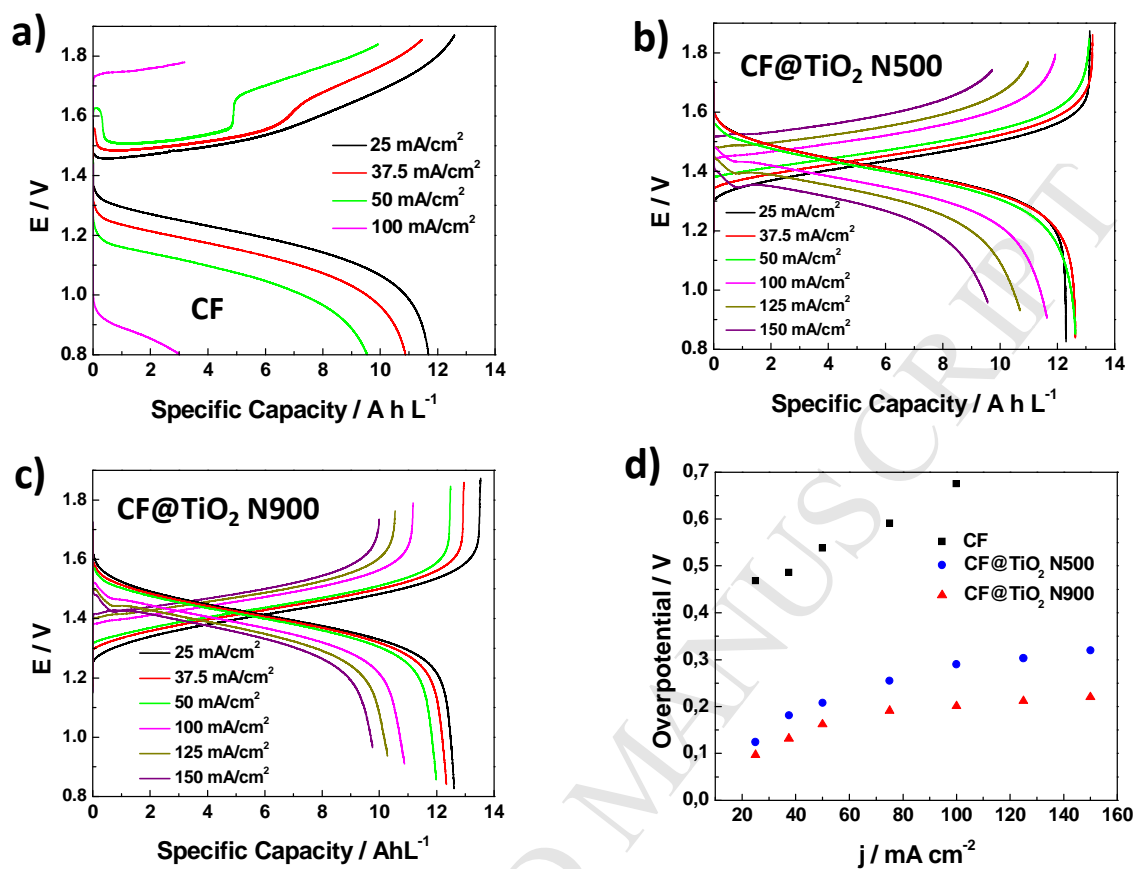 a)
1.8
1.6
1.4
1.2
1.0
0.8
E / V
25 mA/cm²
37.5 mA/cm²
50 mA/cm²
100 mA/cm²
CF
0 2 4 6 8 10 12 14
Specific Capacity / A h L⁻¹
b)
CF@TiO₂ N500
1.8
1.6
1.4
1.2
1.0
0.8
E / V
25 mA/cm²
37.5 mA/cm²
50 mA/cm²
100 mA/cm²
125 mA/cm²
150 mA/cm²
0 2 4 6 8 10 12 14
Specific Capacity / A h L⁻¹
c)
CF@TiO₂ N900
1.8
1.6
1.4
1.2
1.0
0.8
E / V
25 mA/cm²
37.5 mA/cm²
50 mA/cm²
100 mA/cm²
125 mA/cm²
150 mA/cm²
0 2 4 6 8 10 12 14
Specific Capacity / AhL⁻¹
d)
0,7
0,6
0,5
0,4
0,3
0,2
0,1
0,0
Overpotential / V
CF
CF@TiO₂ N500
CF@TiO₂ N900
20 40 60 80 100 120 140 160
j / mA cm⁻²
D MANUSCRIPT